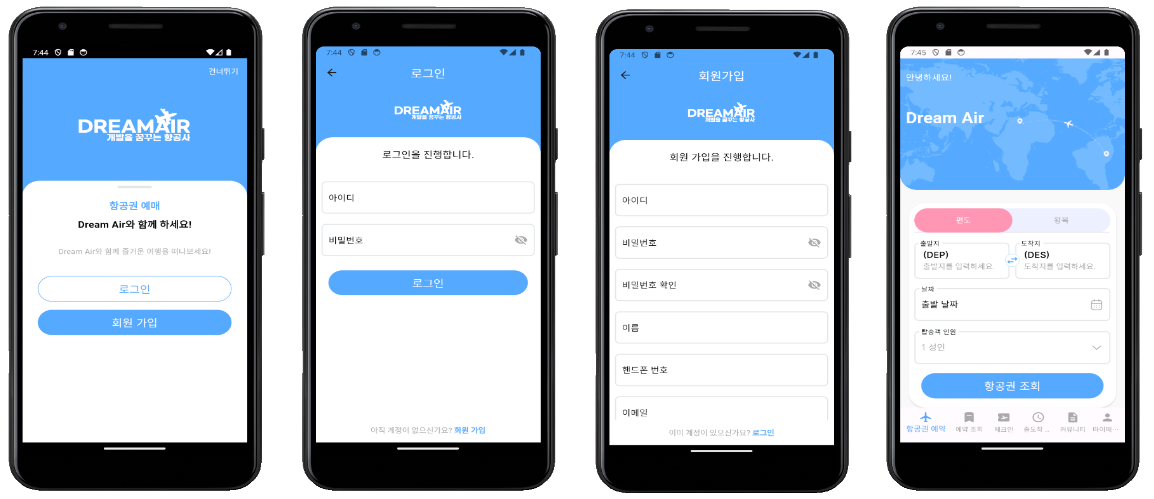 7:44
건너뛰기
DREAMAIR
개발을 꿈꾸는 항공사
항공권 예매
Dream Air와 함께 하세요!
Dream Air와 함께 즐거운 여행을 떠나보세요!
로그인
회원 가입
7:44
로그인
DREAMAIR
개발을 꿈꾸는 항공사
로그인을 진행합니다.
아이디
비밀번호
로그인
아직 계정이 없으신가요? 회원 가입
7:44
회원가입
DREAMAIR
개발을 꿈꾸는 항공사
회원 가입을 진행합니다.
아이디
비밀번호
비밀번호 확인
이름
핸드폰 번호
이메일
이미 계정이 있으신가요? 로그인
7:45
안녕하세요!
Dream Air
편도
왕복
출발지
(DEP)
출발지를 입력하세요.
도착지
(DES)
도착지를 입력하세요.
날짜
출발 날짜
탑승객 인원
1 성인
항공권 조회
항공권 예약
예약 조회
체크인
출도착 ...
커뮤니티
마이페...